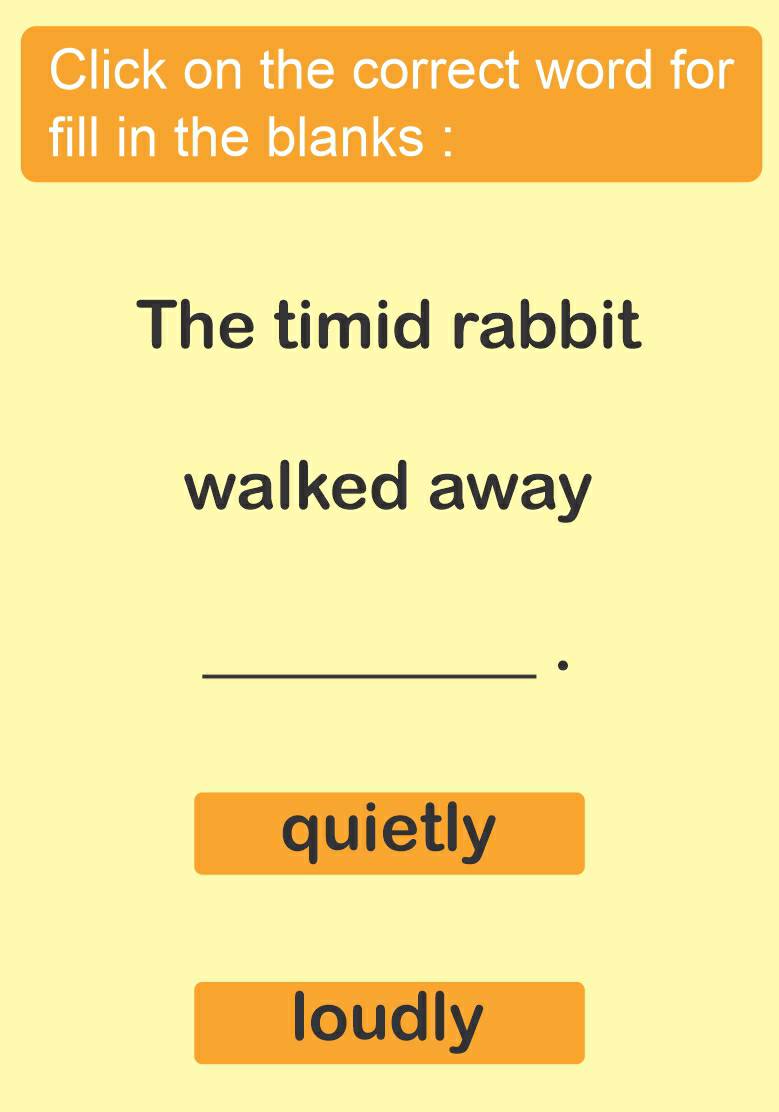 Click on the correct word for
fill in the blanks :
The timid rabbit
walked away
__________ .
quietly
loudly